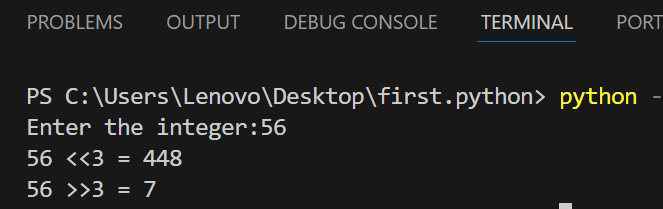 PROBLEMS OUTPUT DEBUG CONSOLE TERMINAL PORT
PS C:\Users\Lenovo\Desktop\first.python> python -
Enter the integer:56
56 <<3 = 448
56 >>3 = 7